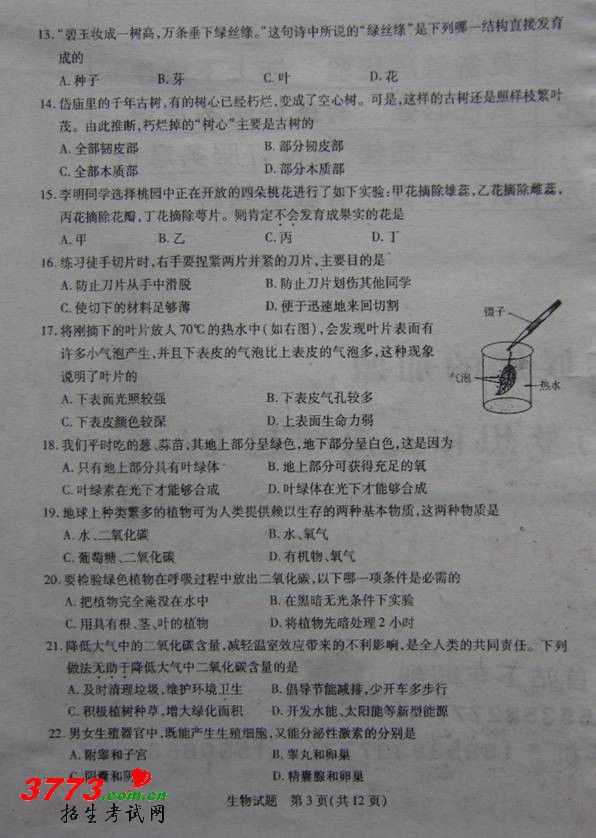 13.“碧玉妆成一树高,万条垂下绿丝绦。”这句诗中所说的“绿丝绦”是下列哪一结构直接发育
成的
A.种子 B.芽 C.叶 D.花
14.岱庙里的千年古树,有的树心已经朽烂,变成了空心树。可是,这样的古树还是照样枝繁叶
茂。由此推断,朽烂掉的“树心”主要是古树的
A.全部韧皮部 B.部分韧皮部
C.全部木质部 D.部分木质部
15.李明同学选择桃园中正在开放的四朵桃花进行了如下实验:甲花摘除雄蕊,乙花摘除雌蕊,
丙花摘除花瓣,丁花摘除萼片。则肯定不会发育成果实的花是
A.甲 B.乙 C.丙 D.丁
16.练习徒手切片时,右手要捏紧两片并紧的刀片,主要目的是
A.防止刀片从手中滑脱 B.防止刀片划伤其他同学
C.使切下的材料足够薄 D.便于迅速地来回切割
17.将刚摘下的叶片放人70℃的热水中(如右图),会发现叶片表面有
许多小气泡产生,并且下表皮的气泡比上表皮的气泡多,这种现象
说明了叶片的
A.下表面光照较强 B.下表皮气孔较多
C.下表皮颜色较深 D.上表面生命力弱
镊子
气泡
热水
18.我们平时吃的葱、蒜苗,其地上部分呈绿色,地下部分呈白色,这是因为
A.只有地上部分具有叶绿体 B.地上部分可获得充足的氧
C.叶绿素在光下才能够合成 D.叶绿体在光下才能够合成
19.地球上种类繁多的植物可为人类提供赖以生存的两种基本物质,这两种物质是
A.水、二氧化碳 B.水、氧气
C.葡萄糖、二氧化碳 D.有机物、氧气
20.要检验绿色植物在呼吸过程中放出二氧化碳,以下哪一项条件是必需的
A.把植物完全淹没在水中 B.在黑暗无光条件下实验
C.用具有根、茎、叶的植物 D.将植物先暗处理2小时
21.降低大气中的二氧化碳含量,减轻温室效应带来的不利影响,是全人类的共同责任。下列
做法无助于降低大气中二氧化碳含量的是
A.及时清理垃圾,维护环境卫生 B.倡导节能减排,少开车多步行
C.积极植树种草,增大绿化面积 D.开发水能、太阳能等新型能源
22.男女生殖器官中,既能产生生殖细胞,又能分泌性激素的分别是
A.附睾和子宫 B.睾丸和卵巢
C.阴囊和 D.精囊腺和卵巢
3773.com.cn
招生考试网
生物试题 第3页(共12页)